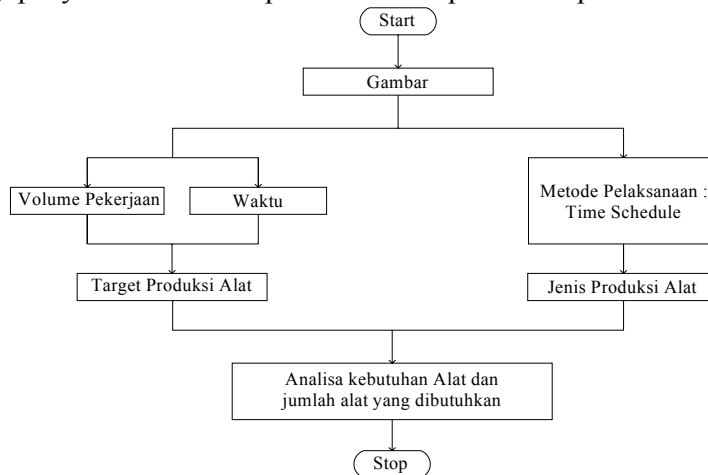 Start
Gambar
Volume Pekerjaan
Waktu
Metode Pelaksanaan :
Time Schedule
Target Produksi Alat
Jenis Produksi Alat
Analisa kebutuhan Alat dan
jumlah alat yang dibutuhkan
Stop